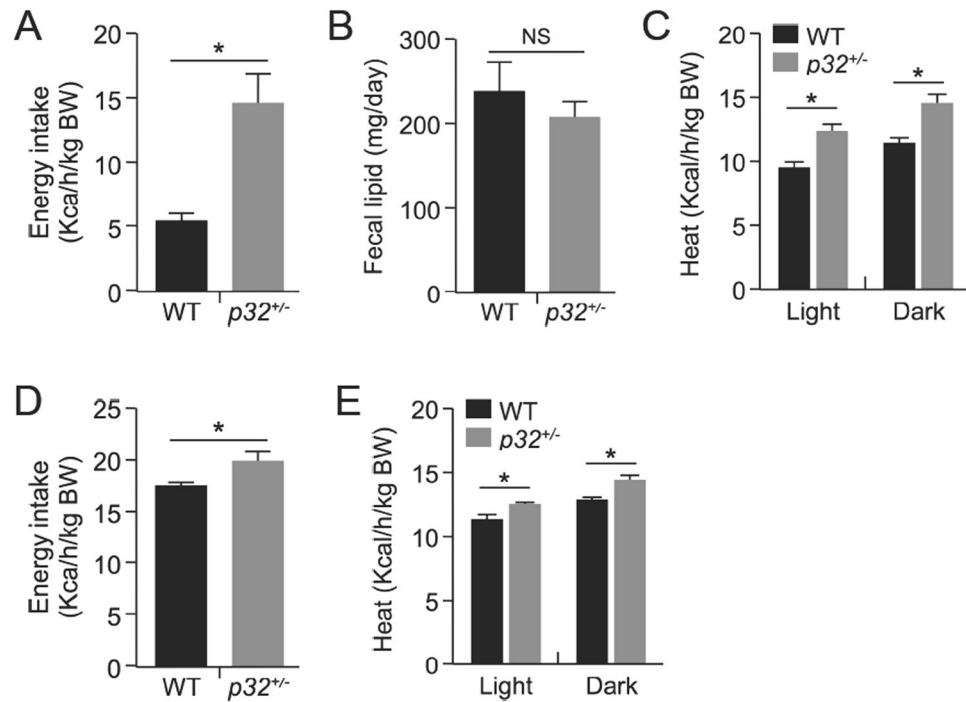 A
Energy intake
(Kca/h/kg BW)
20
15
10
5
0
*
WT
p32+/-
B
Fecal lipid (mg/day)
300
200
100
0
NS
WT
p32+/-
C
WT
p32+/-
Heat (Kcal/h/kg BW)
20
15
10
5
0
*
*
Light
Dark
D
Energy intake
(Kca/h/kg BW)
25
20
15
10
5
0
*
WT
p32+/-
E
WT
p32+/-
Heat (Kcal/h/kg BW)
20
15
10
5
0
*
*
Light
Dark